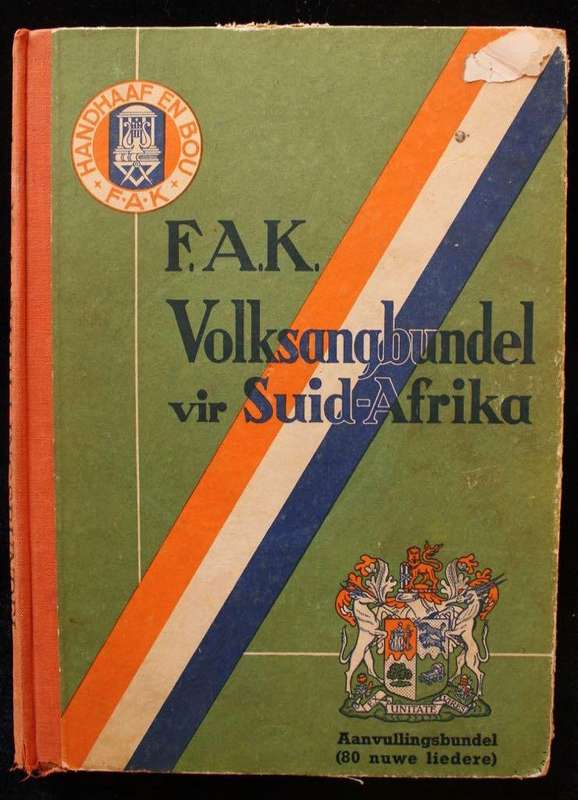 HANDHAAF EN BOU
F·A·K
F.A.K.
Volksangbundel
vir Suid-Afrika
UNITATE
Aanvullingsbundel
(80 nuwe liedere)